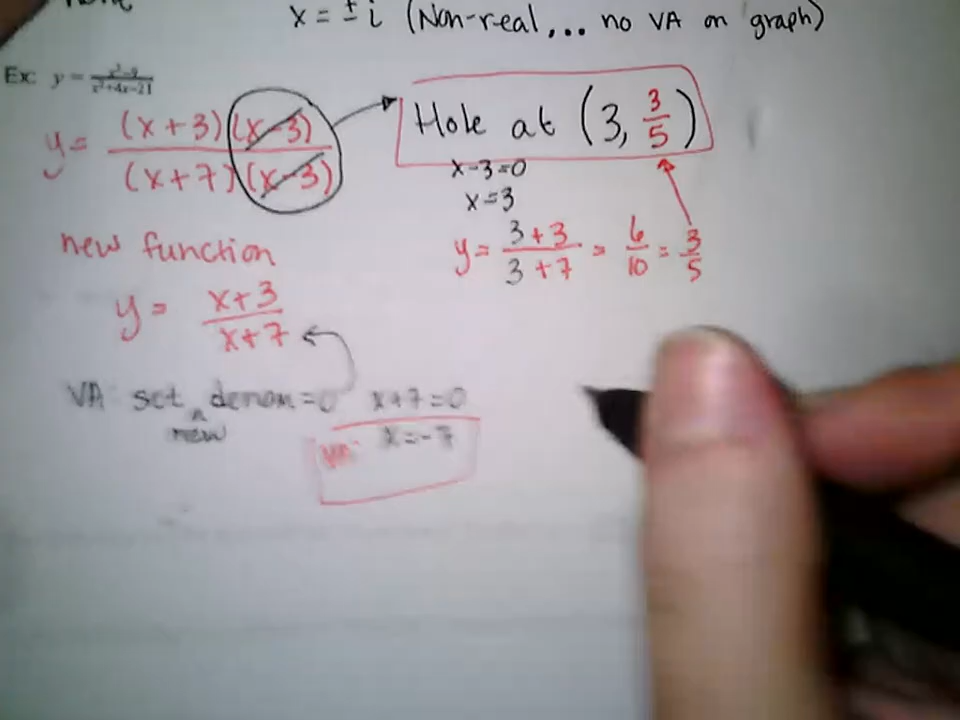 x = ± i (Non-real... no VA on graph)
Ex: y = x²-9 / x²+4x-21
y = (x+3)(x-3) / (x+7)(x-3)
Hole at (3, 3/5)
x-3=0
x=3
y = 3+3 / 3+7 = 6/10 = 3/5
new function
y = x+3 / x+7
VA: set denom=0 x+7=0
new
VA: x=-7